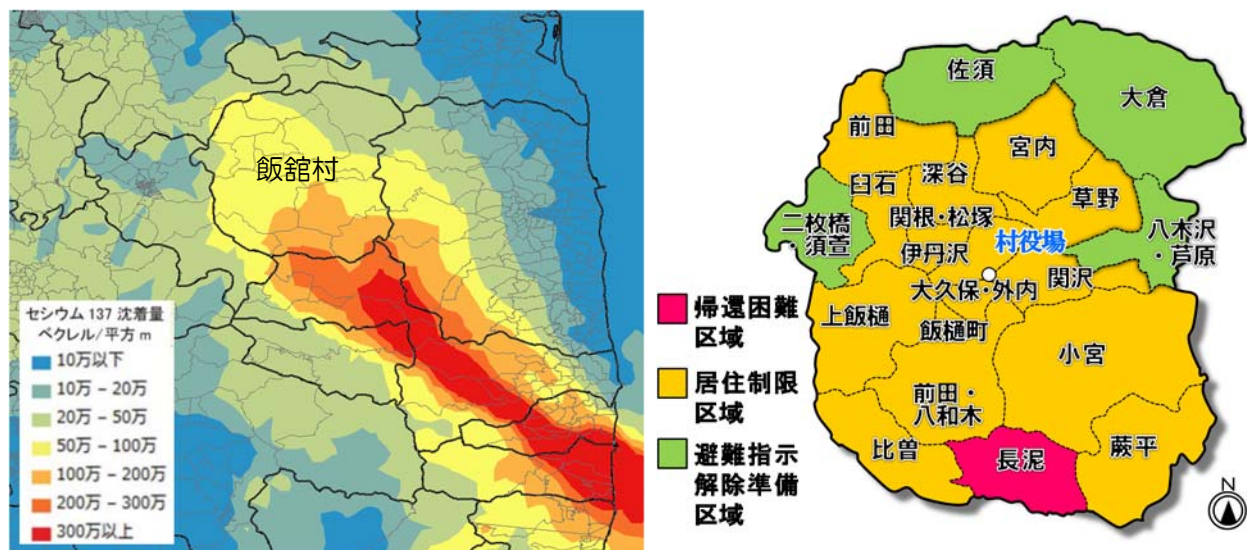 飯舘村
セシウム 137 沈着量
ベクレル/平方 m
10万以下
10万 – 20万
20万 – 50万
50万 – 100万
100万 – 200万
200万 – 300万
300万以上
佐須
大倉
前田
宮内
深谷
臼石
草野
関根・松塚
二枚橋
・須萱
村役場
八木沢
・芦原
伊丹沢
関沢
大久保・外内
上飯樋
飯樋町
小宮
前田・
八和木
比曽
長泥
蕨平
帰還困難
区域
居住制限
区域
避難指示
解除準備
区域
N